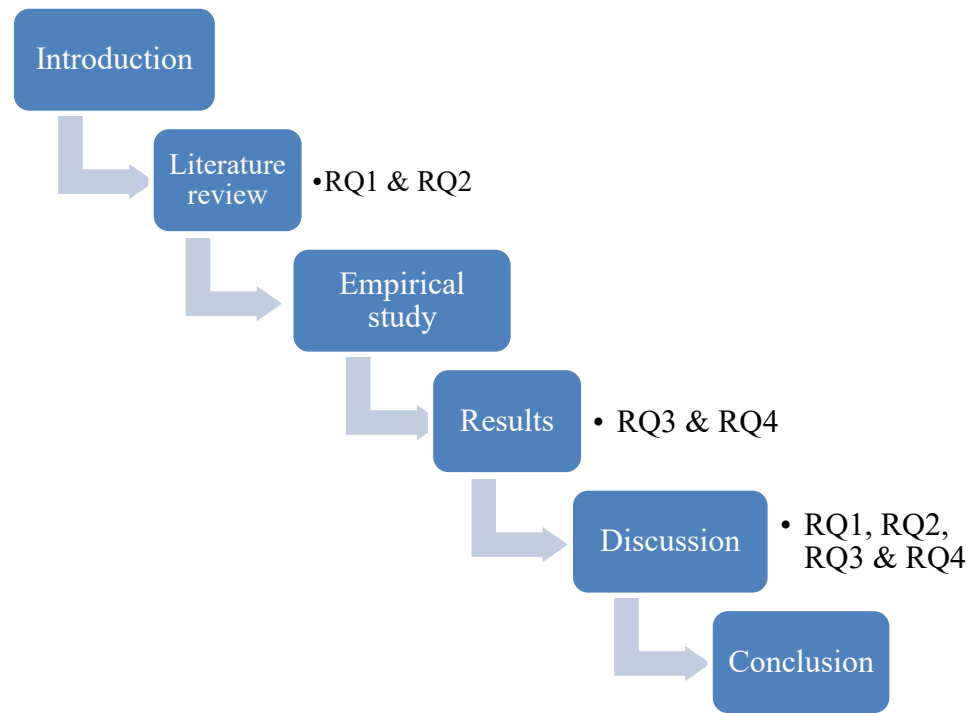 Introduction
Literature
review
•RQ1 & RQ2
Empirical
study
Results
• RQ3 & RQ4
Discussion
• RQ1, RQ2,
RQ3 & RQ4
Conclusion